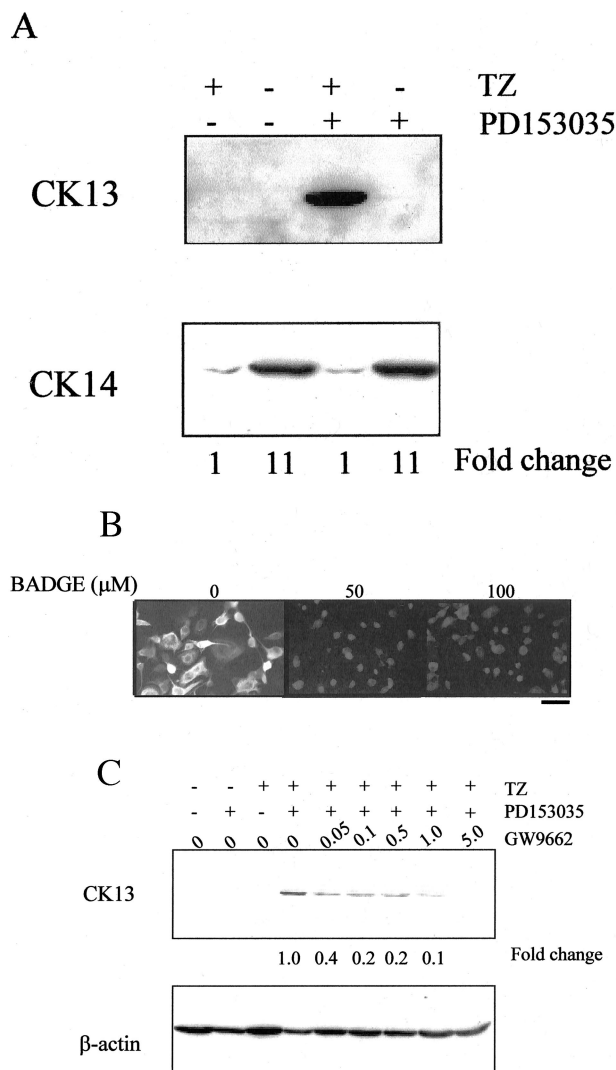 A
+ - + - TZ
- - + + PD153035
CK13
CK14
1 11 1 11 Fold change
B
BADGE (μM) 0 50 100
C
- - + + + + + + + TZ
- + - + + + + + + PD153035
0 0 0 0 0.05 0.1 0.5 1.0 5.0 GW9662
CK13
1.0 0.4 0.2 0.2 0.1 Fold change
β-actin